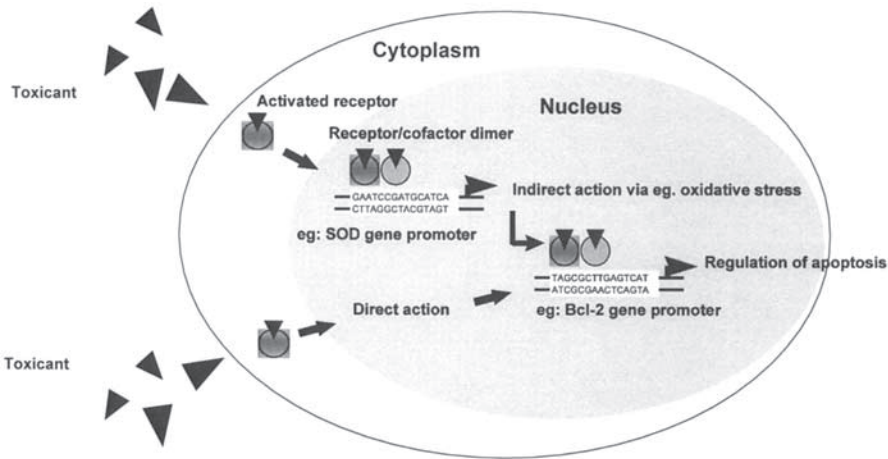 Cytoplasm
Toxicant
Nucleus
Activated receptor
Receptor/cofactor dimer
GAATCCGATGCATCA
CTTAGGCTACGTAGT
Indirect action via eg. oxidative stress
eg: SOD gene promoter
TAGCGCTTGAGTCAT
ATCGCGAACTCAGTA
Regulation of apoptosis
Direct action
eg: Bcl-2 gene promoter
Toxicant